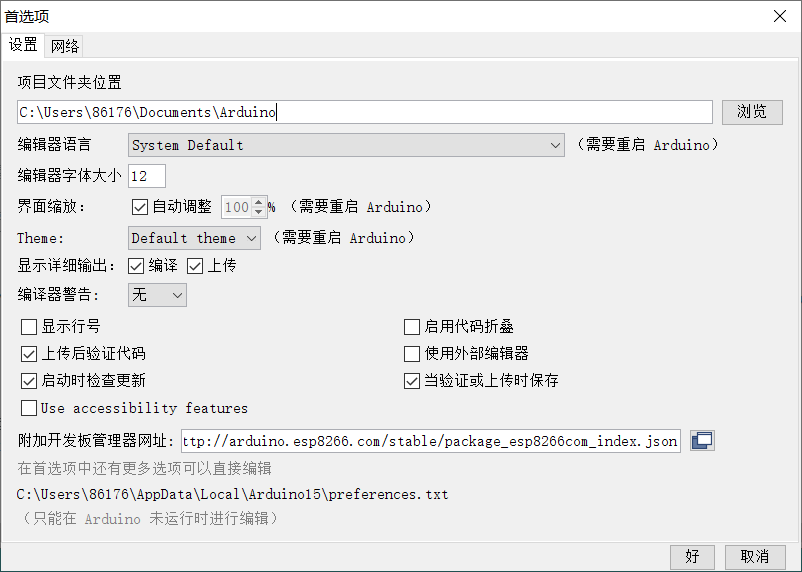 首选项
设置 网络
项目文件夹位置
C:\Users\86176\Documents\Arduino 浏览
编辑器语言 System Default （需要重启 Arduino）
编辑器字体大小 12
界面缩放： 自动调整 100 % （需要重启 Arduino）
Theme: Default theme （需要重启 Arduino）
显示详细输出： 编译 上传
编译器警告: 无
显示行号 启用代码折叠
上传后验证代码 使用外部编辑器
启动时检查更新 当验证或上传时保存
Use accessibility features
附加开发板管理器网址: ttp://arduino.esp8266.com/stable/package_esp8266com_index.json
在首选项中还有更多选项可以直接编辑
C:\Users\86176\AppData\Local\Arduino15\preferences.txt
（只能在 Arduino 未运行时进行编辑）
好 取消